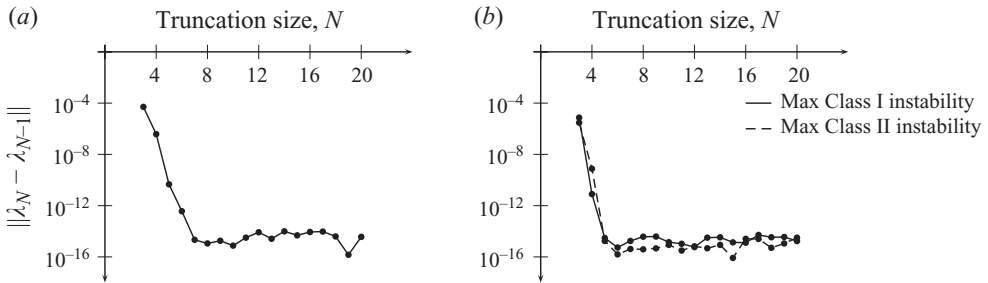 (a) Truncation size, N
4 8 12 16 20
10⁻⁴
10⁻⁸
10⁻¹²
10⁻¹⁶
||λ_N − λ_{N−1}||
(b) Truncation size, N
4 8 12 16 20
10⁻⁴
10⁻⁸
10⁻¹²
10⁻¹⁶
Max Class I instability
Max Class II instability